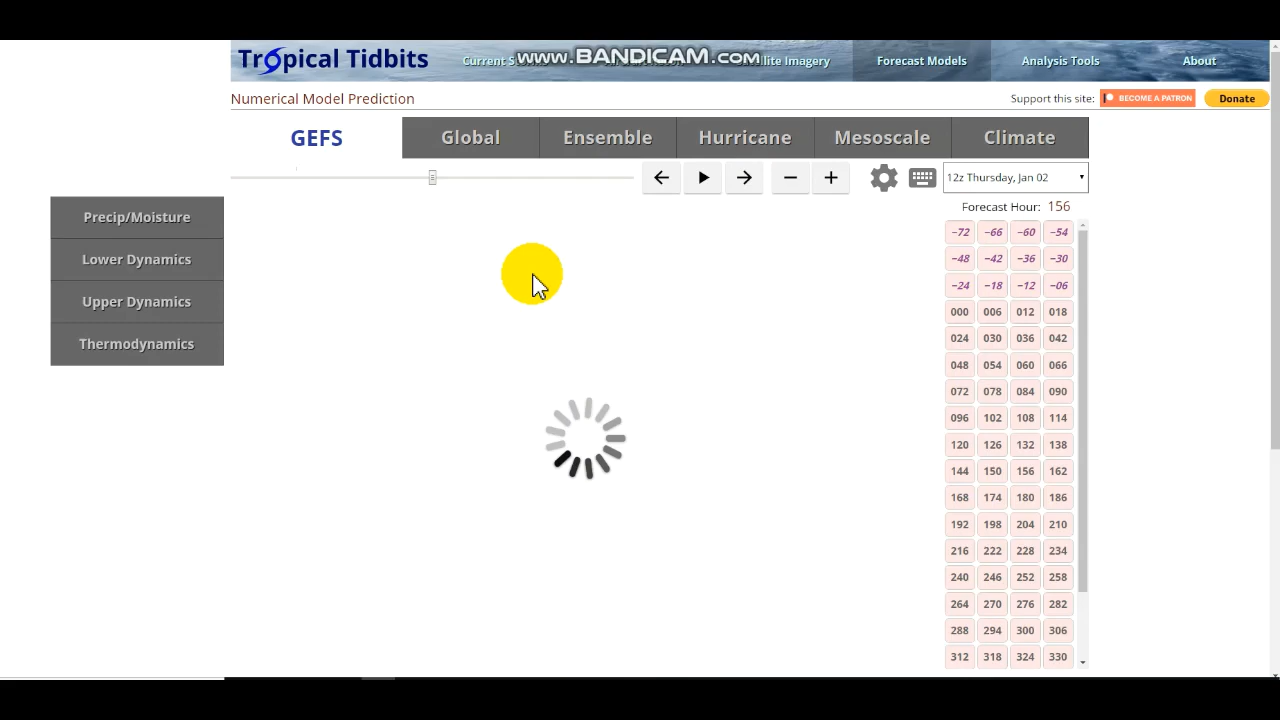 Tropical Tidbits
www.BANDICAM.com
Current S
llite Imagery
Forecast Models
Analysis Tools
About
Numerical Model Prediction
Support this site:
BECOME A PATRON
Donate
GEFS
Global
Ensemble
Hurricane
Mesoscale
Climate
12z Thursday, Jan 02
Forecast Hour: 156
Precip/Moisture
Lower Dynamics
Upper Dynamics
Thermodynamics
-72 -66 -60 -54
-48 -42 -36 -30
-24 -18 -12 -06
000 006 012 018
024 030 036 042
048 054 060 066
072 078 084 090
096 102 108 114
120 126 132 138
144 150 156 162
168 174 180 186
192 198 204 210
216 222 228 234
240 246 252 258
264 270 276 282
288 294 300 306
312 318 324 330